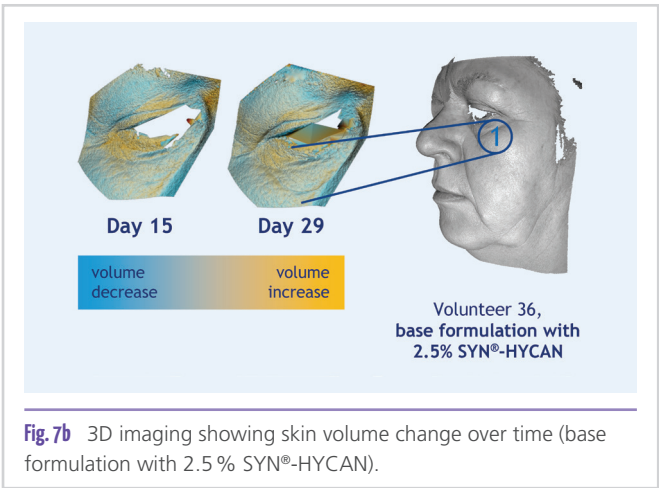 1
Day 15
Day 29
volume
decrease
volume
increase
Volunteer 36,
base formulation with
2.5% SYN®-HYCAN
Fig. 7b 3D imaging showing skin volume change over time (base
formulation with 2.5 % SYN®-HYCAN).